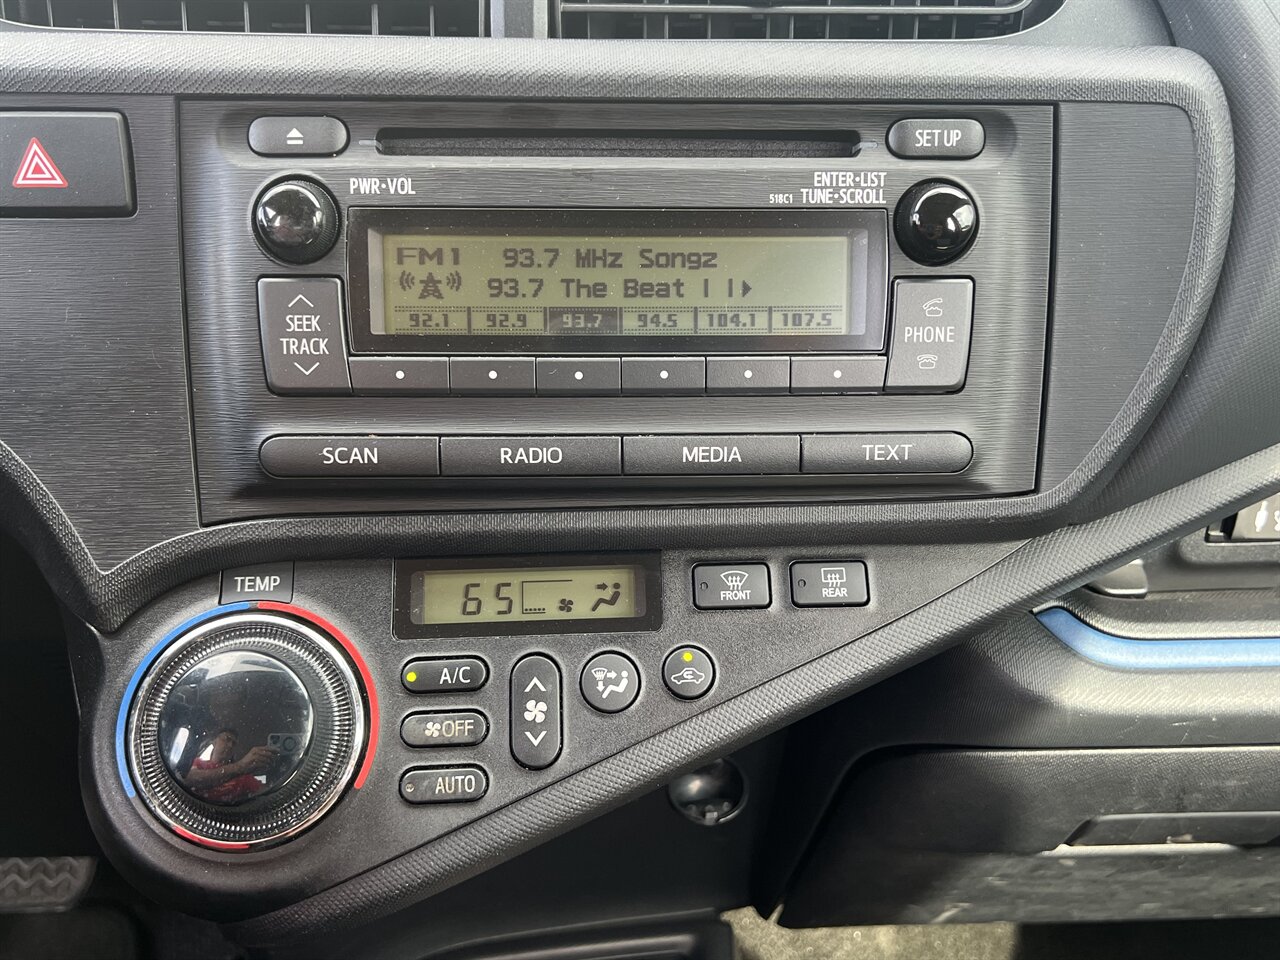 SET UP
PWR•VOL
ENTER•LIST
518C1 TUNE•SCROLL
FM1 93.7 MHz Songz
93.7 The Beat | |
92.1 92.9 93.7 94.5 104.1 107.5
SEEK
TRACK
PHONE
SCAN RADIO MEDIA TEXT
TEMP
65
FRONT
REAR
A/C
OFF
AUTO